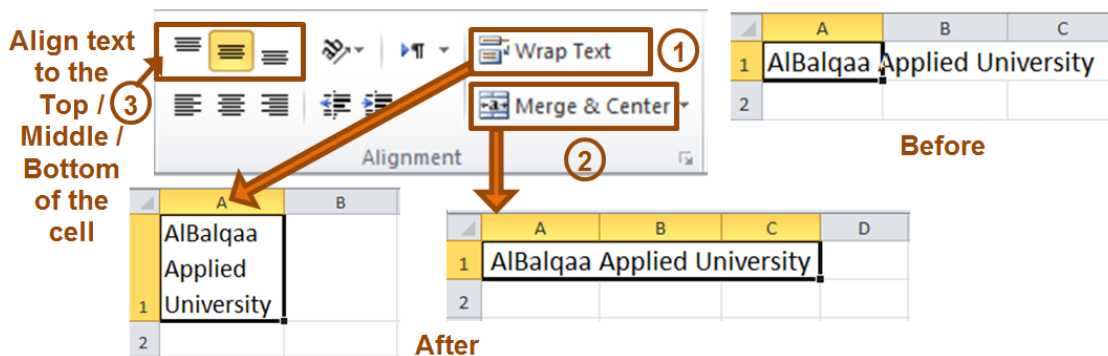 Align text
to the
Top /
Middle /
Bottom
of the
cell
3
Wrap Text
1
Merge & Center
2
Alignment
A B C
1 AlBalqaa Applied University
2
Before
A B
AlBalqaa
Applied
1 University
2
A B C D
1 AlBalqaa Applied University
2
After